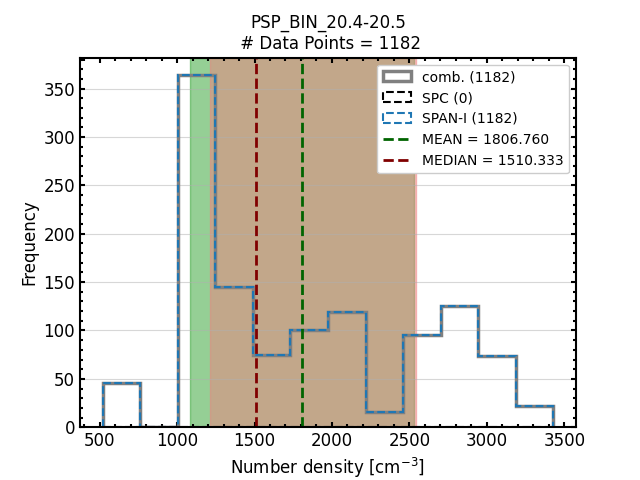 PSP_BIN_20.4-20.5
# Data Points = 1182
comb. (1182)
SPC (0)
SPAN-I (1182)
MEAN = 1806.760
MEDIAN = 1510.333
Frequency
350
300
250
200
150
100
50
0
500 1000 1500 2000 2500 3000 3500
Number density [cm⁻³]